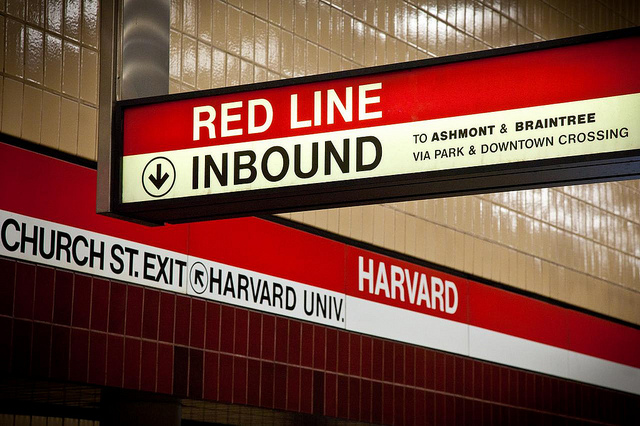 RED LINE
INBOUND
TO ASHMONT & BRAINTREE
VIA PARK & DOWNTOWN CROSSING
CHURCH ST. EXIT HARVARD UNIV.
HARVARD